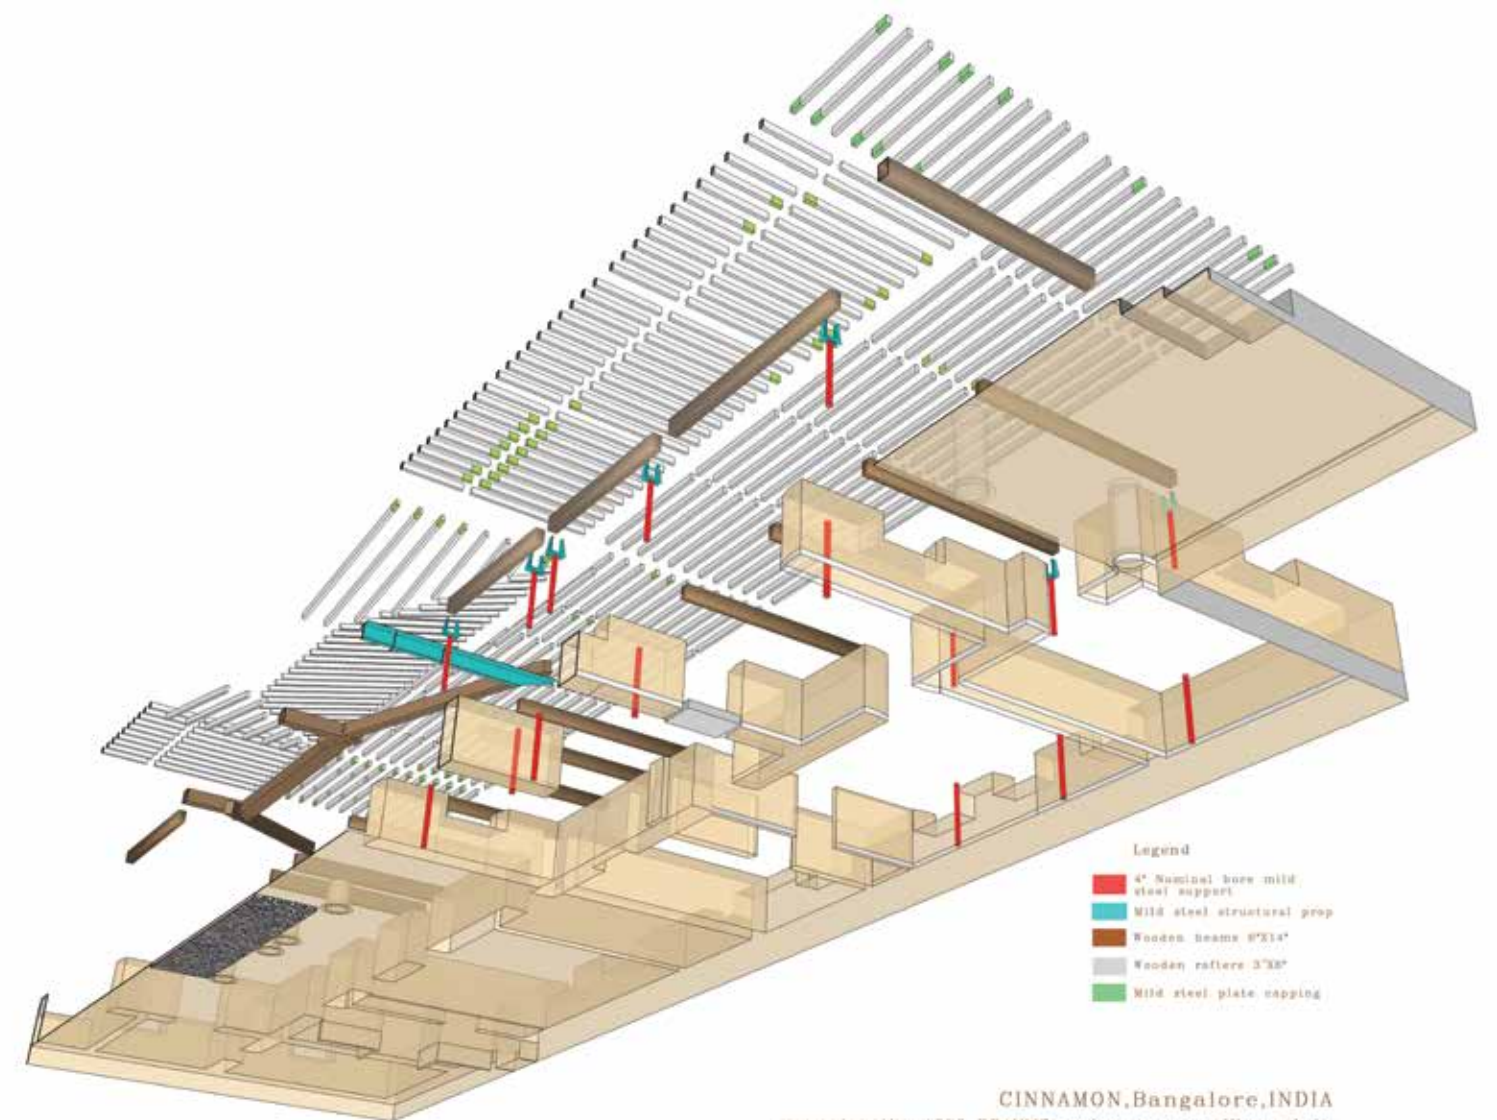 Legend
4" Nominal bore mild
steel support
Mild steel structural prop
Wooden beams 8"X14"
Wooden rafters 3"X6"
Mild steel plate capping
CINNAMON,Bangalore,INDIA